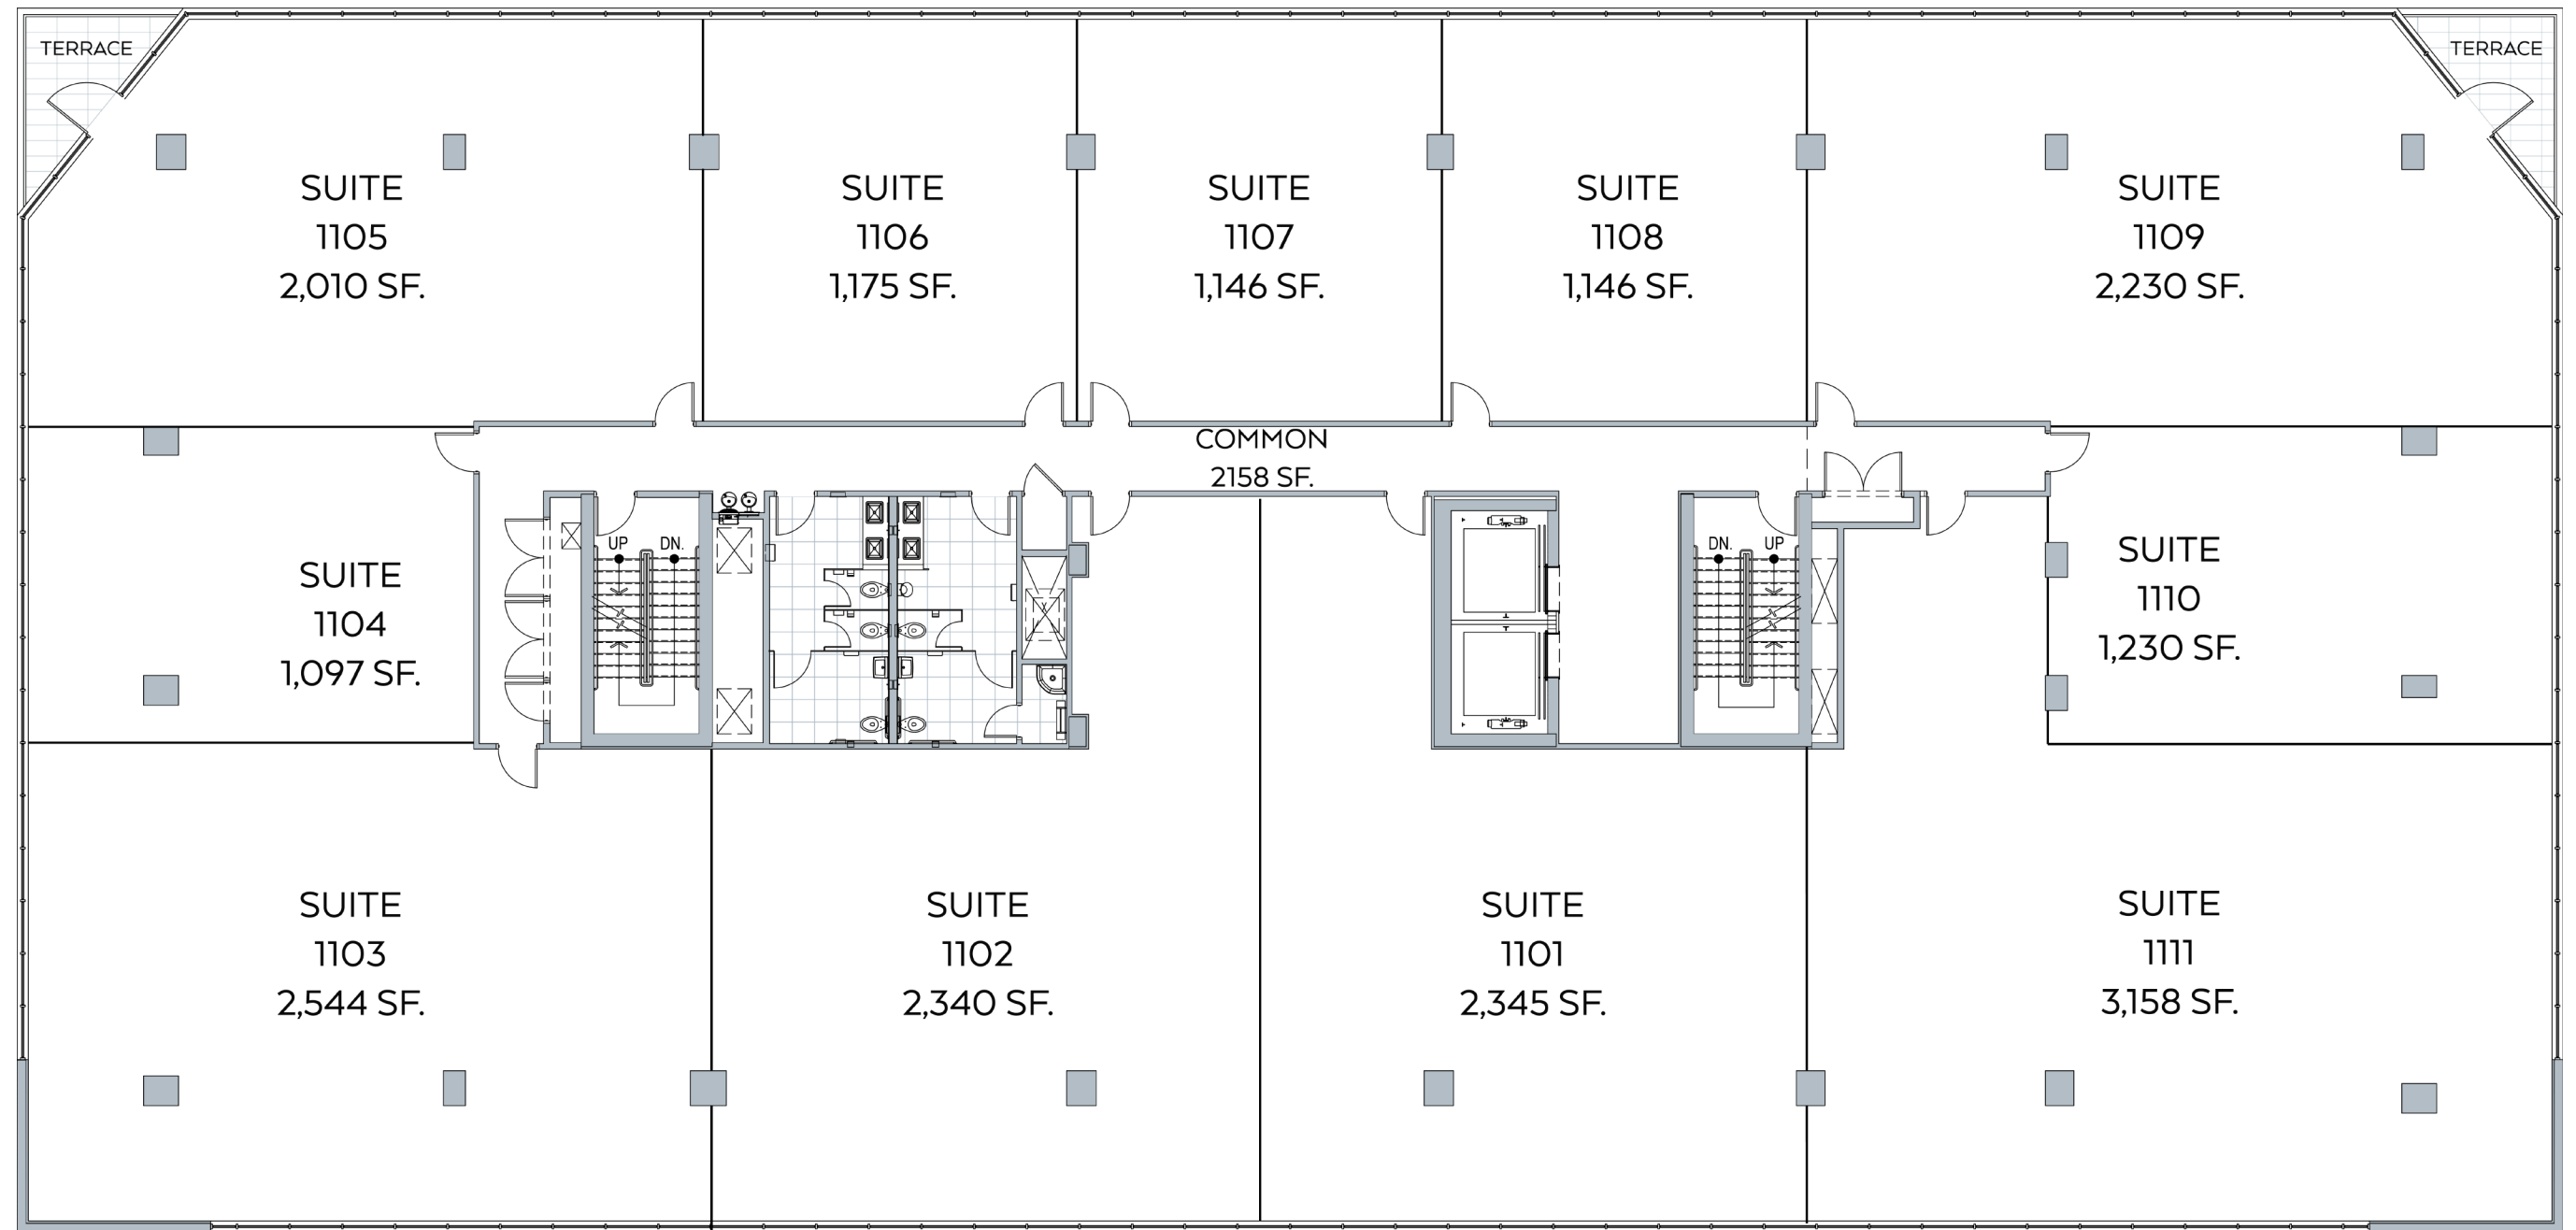 TERRACE
TERRACE
SUITE
1105
2,010 SF.
SUITE
1106
1,175 SF.
SUITE
1107
1,146 SF.
SUITE
1108
1,146 SF.
SUITE
1109
2,230 SF.
COMMON
2158 SF.
SUITE
1104
1,097 SF.
UP
DN.
DN.
UP
SUITE
1110
1,230 SF.
SUITE
1103
2,544 SF.
SUITE
1102
2,340 SF.
SUITE
1101
2,345 SF.
SUITE
1111
3,158 SF.